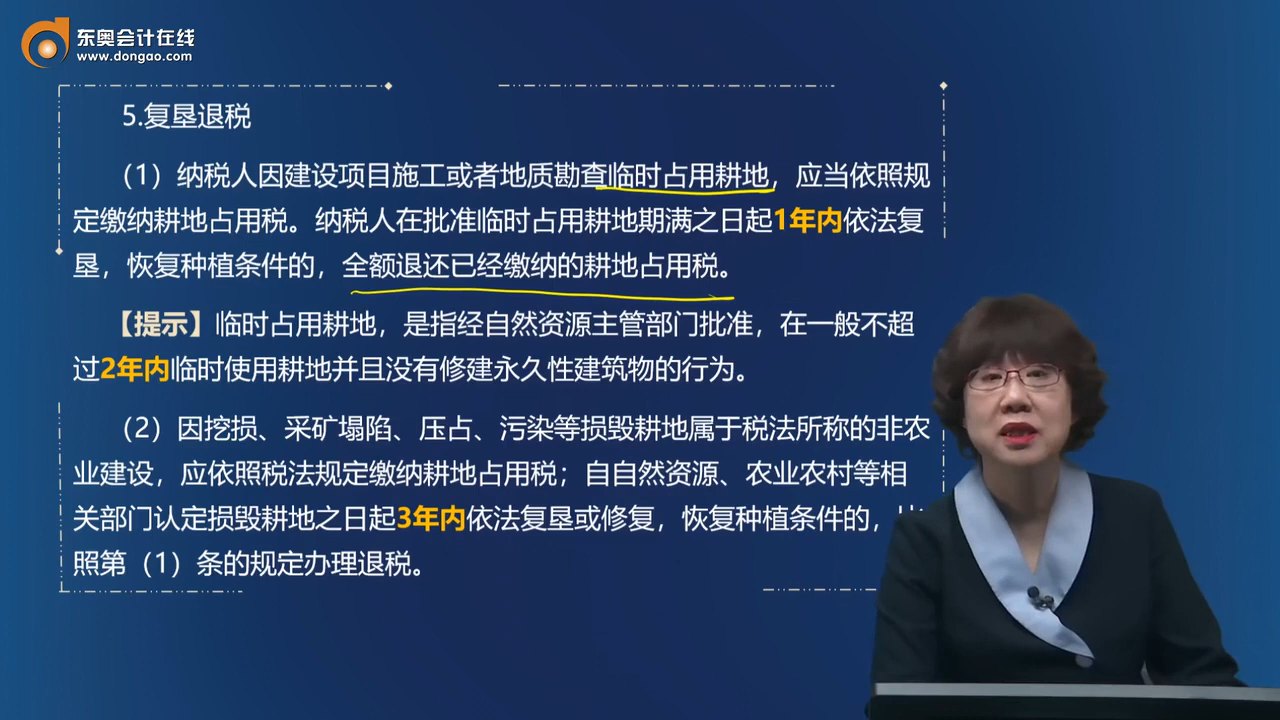 东奥会计在线
www.dongao.com
5.复垦退税
（1）纳税人因建设项目施工或者地质勘查临时占用耕地，应当依照规
定缴纳耕地占用税。纳税人在批准临时占用耕地期满之日起1年内依法复
垦，恢复种植条件的，全额退还已经缴纳的耕地占用税。
【提示】临时占用耕地，是指经自然资源主管部门批准，在一般不超
过2年内临时使用耕地并且没有修建永久性建筑物的行为。
（2）因挖损、采矿塌陷、压占、污染等损毁耕地属于税法所称的非农
业建设，应依照税法规定缴纳耕地占用税；自自然资源、农业农村等相
关部门认定损毁耕地之日起3年内依法复垦或修复，恢复种植条件的，
照第（1）条的规定办理退税。